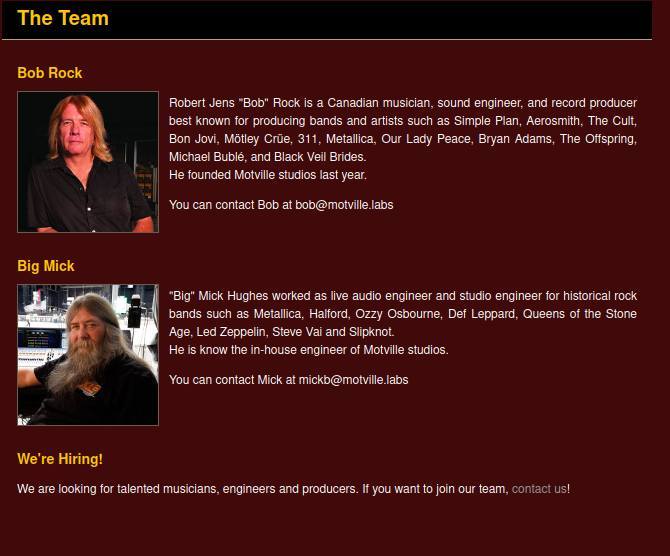 The Team
Bob Rock
Robert Jens "Bob" Rock is a Canadian musician, sound engineer, and record producer
best known for producing bands and artists such as Simple Plan, Aerosmith, The Cult,
Bon Jovi, Mötley Crüe, 311, Metallica, Our Lady Peace, Bryan Adams, The Offspring,
Michael Bublé, and Black Veil Brides.
He founded Motville studios last year.
You can contact Bob at bob@motville.labs
Big Mick
"Big" Mick Hughes worked as live audio engineer and studio engineer for historical rock
bands such as Metallica, Halford, Ozzy Osbourne, Def Leppard, Queens of the Stone
Age, Led Zeppelin, Steve Vai and Slipknot.
He is know the in-house engineer of Motville studios.
You can contact Mick at mickb@motville.labs
We're Hiring!
We are looking for talented musicians, engineers and producers. If you want to join our team, contact us!